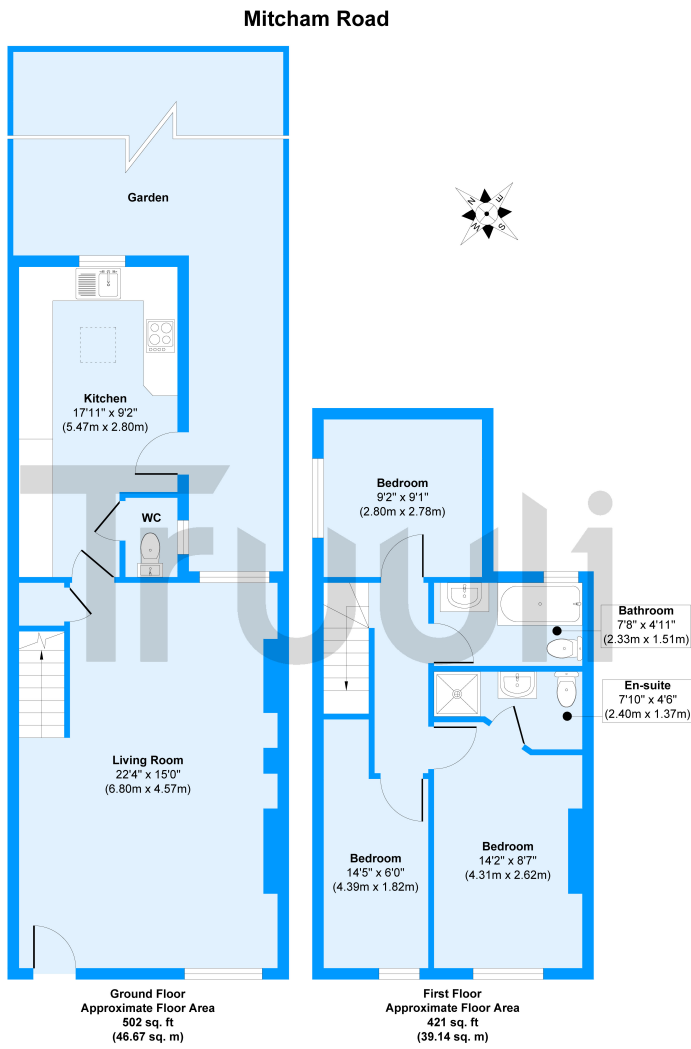 Mitcham Road
Garden
N
E
S
W
Kitchen
17'11" x 9'2"
(5.47m x 2.80m)
WC
Living Room
22'4" x 15'0"
(6.80m x 4.57m)
Bedroom
9'2" x 9'1"
(2.80m x 2.78m)
Bathroom
7'8" x 4'11"
(2.33m x 1.51m)
En-suite
7'10" x 4'6"
(2.40m x 1.37m)
Bedroom
14'5" x 6'0"
(4.39m x 1.82m)
Bedroom
14'2" x 8'7"
(4.31m x 2.62m)
Truuli
Ground Floor
Approximate Floor Area
502 sq. ft
(46.67 sq. m)
First Floor
Approximate Floor Area
421 sq. ft
(39.14 sq. m)